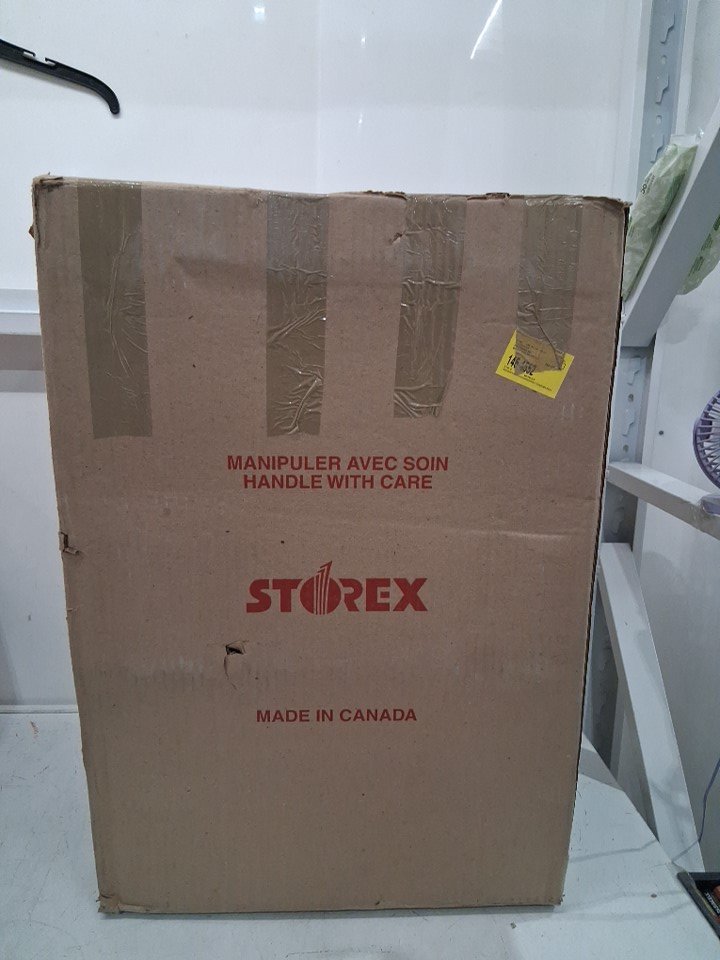 MANIPULER AVEC SOIN
HANDLE WITH CARE
STOREX
MADE IN CANADA